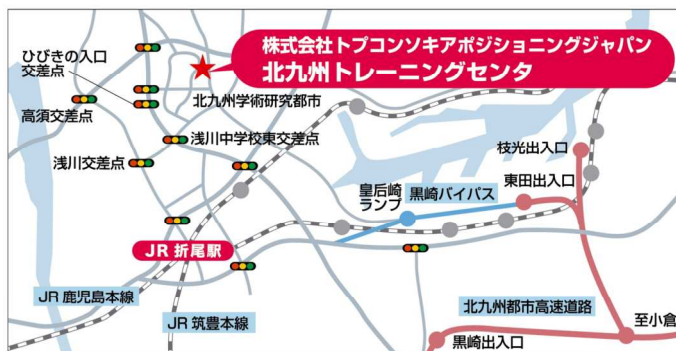 株式会社トプコンソキアポジショニングジャパン
北九州トレーニングセンタ
ひびきの入口
交差点
高須交差点
北九州学術研究都市
浅川中学校東交差点
浅川交差点
枝光出入口
皇后崎
ランプ
黒崎バイパス
東田出入口
JR 折尾駅
JR 鹿児島本線
JR 筑豊本線
北九州都市高速道路
至小倉
黒崎出入口